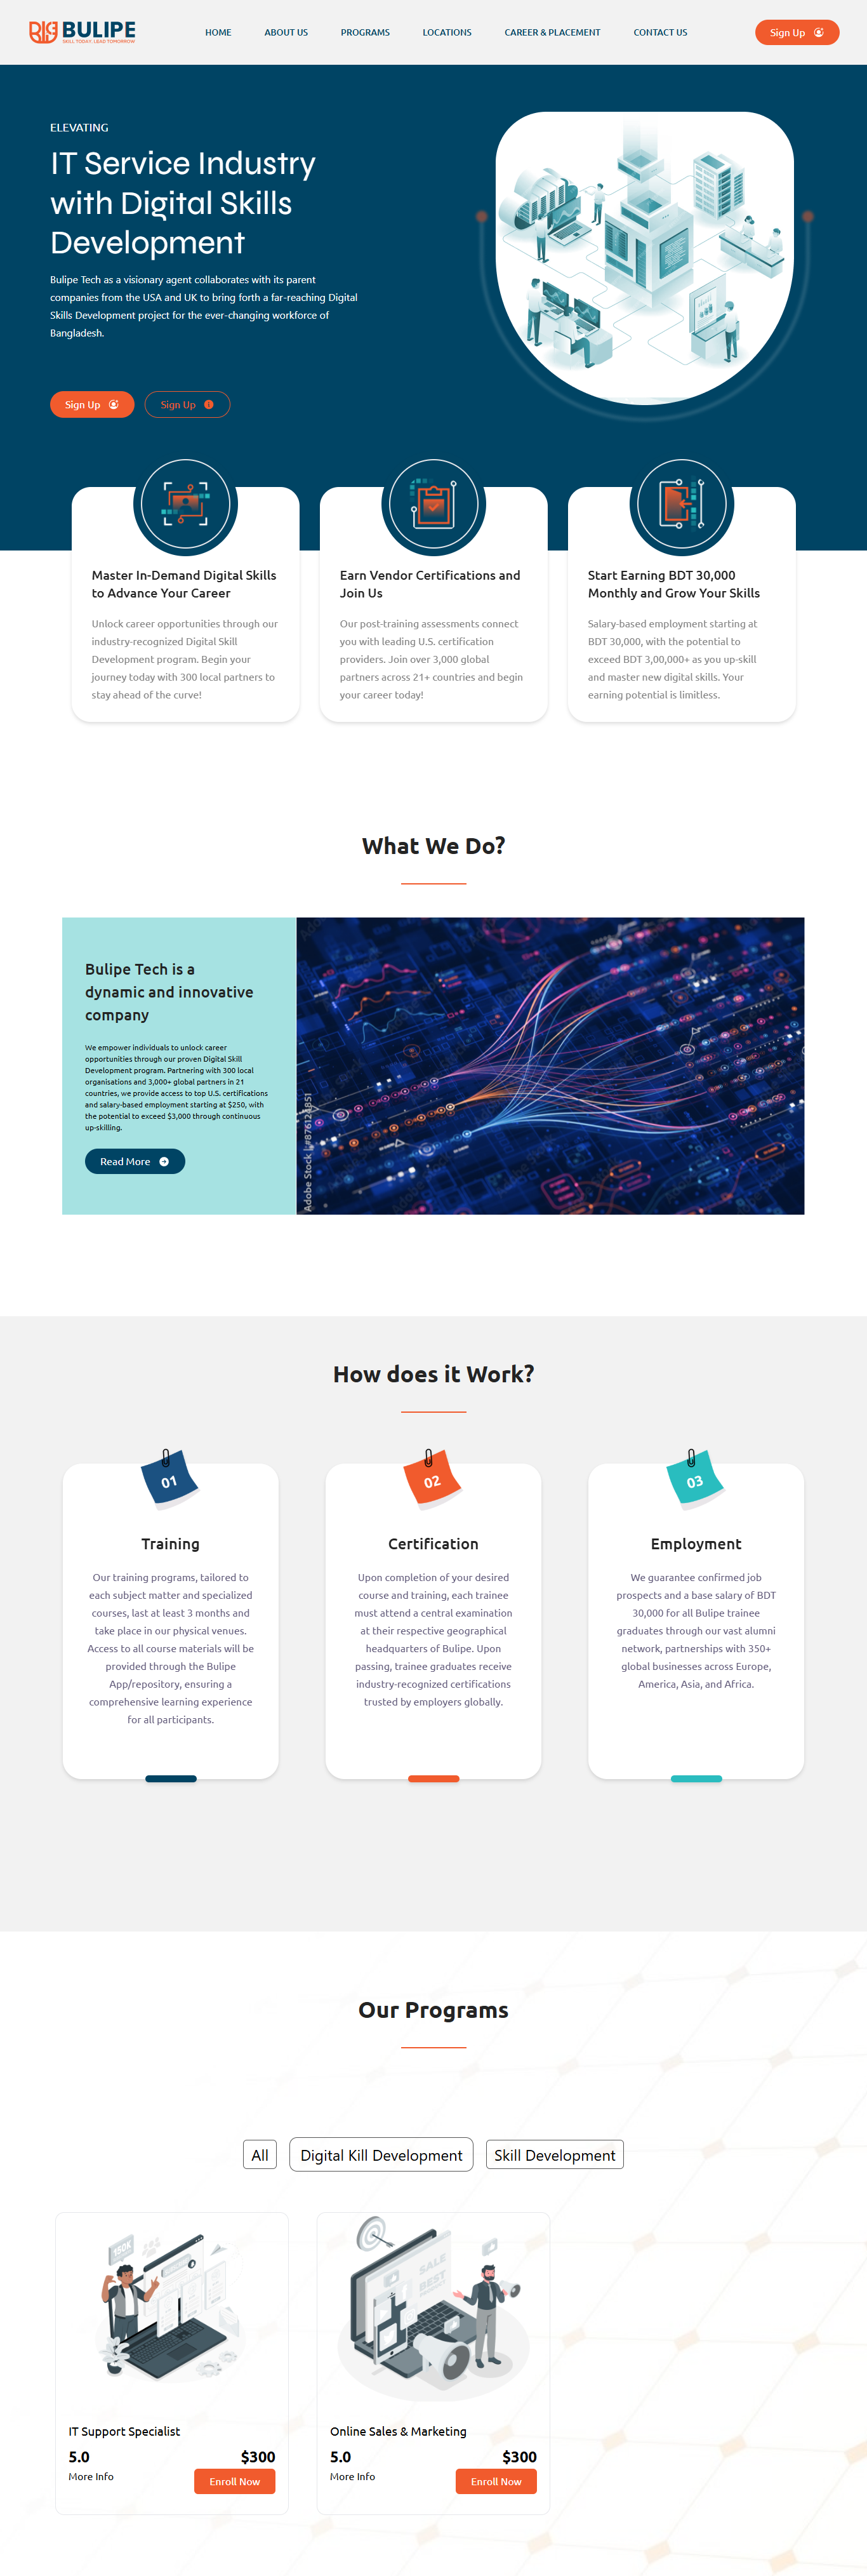 BULIPE
SKILL TODAY, LEAD TOMORROW
HOME
ABOUT US
PROGRAMS
LOCATIONS
CAREER & PLACEMENT
CONTACT US
Sign Up
ELEVATING
IT Service Industry
with Digital Skills
Development
Bulipe Tech as a visionary agent collaborates with its parent
companies from the USA and UK to bring forth a far-reaching Digital
Skills Development project for the ever-changing workforce of
Bangladesh.
Sign Up
Sign Up
Master In-Demand Digital Skills
to Advance Your Career
Unlock career opportunities through our
industry-recognized Digital Skill
Development program. Begin your
journey today with 300 local partners to
stay ahead of the curve!
Earn Vendor Certifications and
Join Us
Our post-training assessments connect
you with leading U.S. certification
providers. Join over 3,000 global
partners across 21+ countries and begin
your career today!
Start Earning BDT 30,000
Monthly and Grow Your Skills
Salary-based employment starting at
BDT 30,000, with the potential to
exceed BDT 3,00,000+ as you up-skill
and master new digital skills. Your
earning potential is limitless.
What We Do?
Bulipe Tech is a
dynamic and innovative
company
We empower individuals to unlock career
opportunities through our proven Digital Skill
Development program. Partnering with 300 local
organisations and 3,000+ global partners in 21
countries, we provide access to top U.S. certifications
and salary-based employment starting at $250, with
the potential to exceed $3,000 through continuous
up-skilling.
Read More
How does it Work?
01
Training
Our training programs, tailored to
each subject matter and specialized
courses, last at least 3 months and
take place in our physical venues.
Access to all course materials will be
provided through the Bulipe
App/repository, ensuring a
comprehensive learning experience
for all participants.
02
Certification
Upon completion of your desired
course and training, each trainee
must attend a central examination
at their respective geographical
headquarters of Bulipe. Upon
passing, trainee graduates receive
industry-recognized certifications
trusted by employers globally.
03
Employment
We guarantee confirmed job
prospects and a base salary of BDT
30,000 for all Bulipe trainee
graduates through our vast alumni
network, partnerships with 350+
global businesses across Europe,
America, Asia, and Africa.
Our Programs
All
Digital Kill Development
Skill Development
150K
IT Support Specialist
5.0
$300
More Info
Enroll Now
SALE
BEST
Online Sales & Marketing
5.0
$300
More Info
Enroll Now